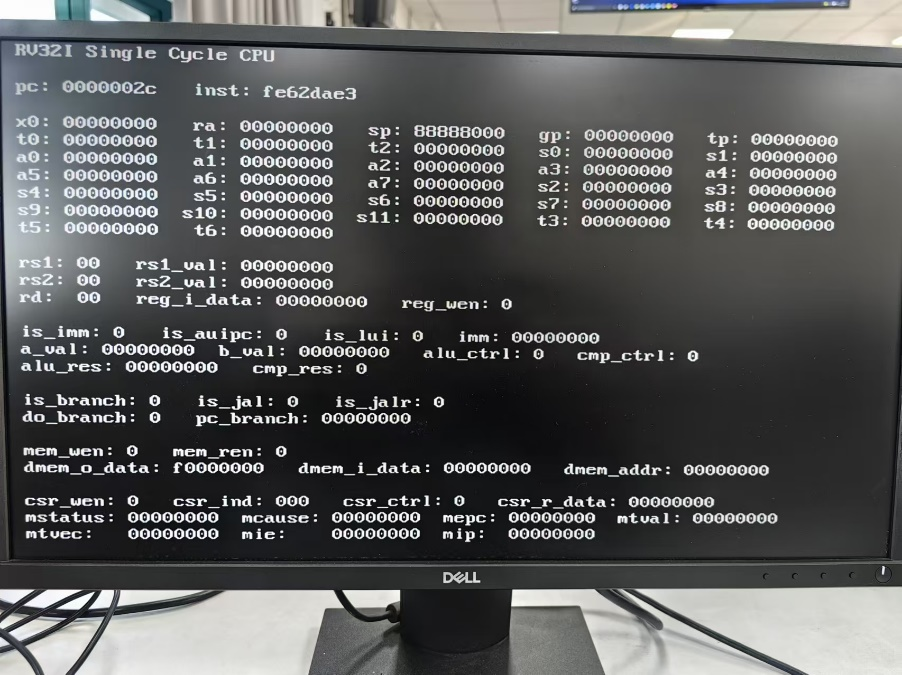 RV32I Single Cycle CPU
pc: 0000002c inst: fe62dae3
x0: 00000000 ra: 00000000 sp: 88888000 gp: 00000000 tp: 00000000
t0: 00000000 t1: 00000000 t2: 00000000 s0: 00000000 s1: 00000000
a0: 00000000 a1: 00000000 a2: 00000000 a3: 00000000 a4: 00000000
a5: 00000000 a6: 00000000 a7: 00000000 s2: 00000000 s3: 00000000
s4: 00000000 s5: 00000000 s6: 00000000 s7: 00000000 s8: 00000000
s9: 00000000 s10: 00000000 s11: 00000000 t3: 00000000 t4: 00000000
t5: 00000000 t6: 00000000
rs1: 00 rs1_val: 00000000
rs2: 00 rs2_val: 00000000
rd: 00 reg_i_data: 00000000 reg_wen: 0
is_imm: 0 is_auipc: 0 is_lui: 0 imm: 00000000
a_val: 00000000 b_val: 00000000 alu_ctrl: 0 cmp_ctrl: 0
alu_res: 00000000 cmp_res: 0
is_branch: 0 is_jal: 0 is_jalr: 0
do_branch: 0 pc_branch: 00000000
mem_wen: 0 mem_ren: 0
dmem_o_data: f0000000 dmem_i_data: 00000000 dmem_addr: 00000000
csr_wen: 0 csr_ind: 000 csr_ctrl: 0 csr_r_data: 00000000
mstatus: 00000000 mcause: 00000000 mepc: 00000000 mtval: 00000000
mtvec: 00000000 mie: 00000000 mip: 00000000
DELL